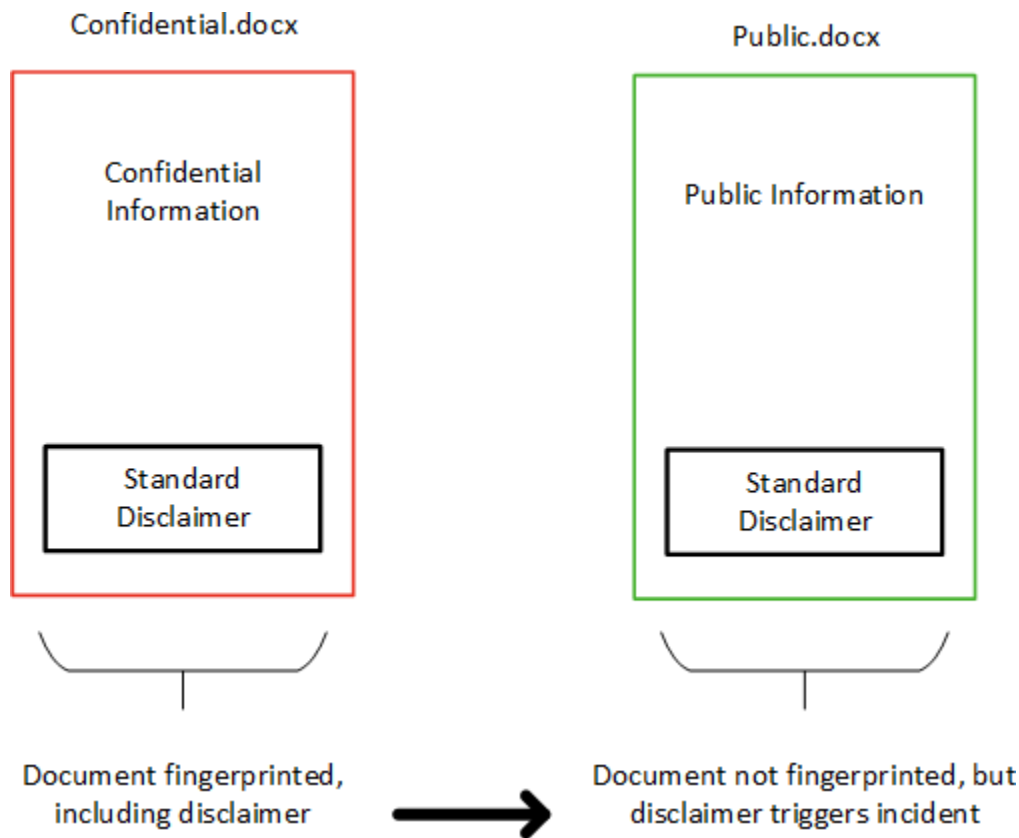 Confidential.docx
Public.docx
Confidential
Information
Public Information
Standard
Disclaimer
Standard
Disclaimer
Document fingerprinted,
including disclaimer
Document not fingerprinted, but
disclaimer triggers incident